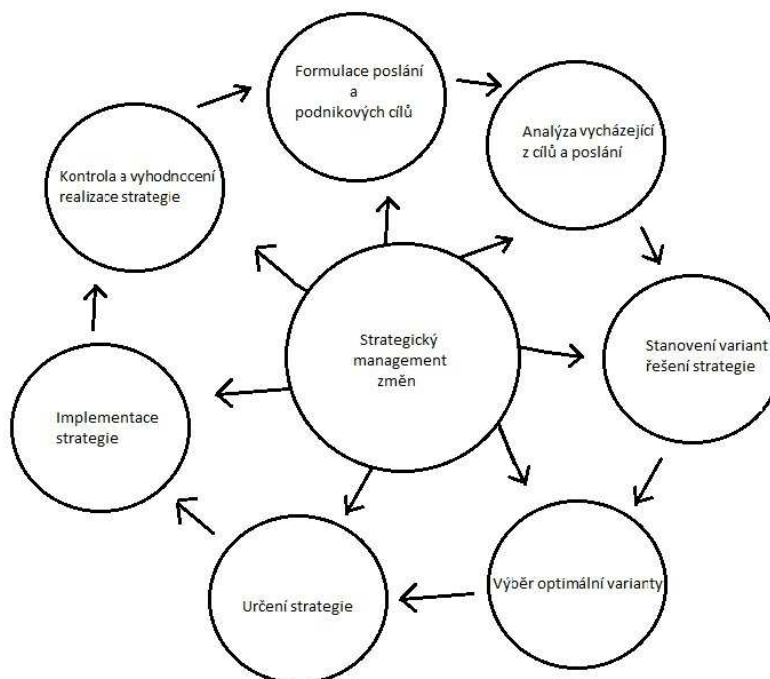 Formulace poslání
a
podnikových cílů
Analýza vycházející
z cílů a poslání
Stanovení variant
řešení strategie
Výběr optimální varianty
Určení strategie
Implementace
strategie
Kontrola a vyhodnccení
realizace strategie
Strategický
management
změn